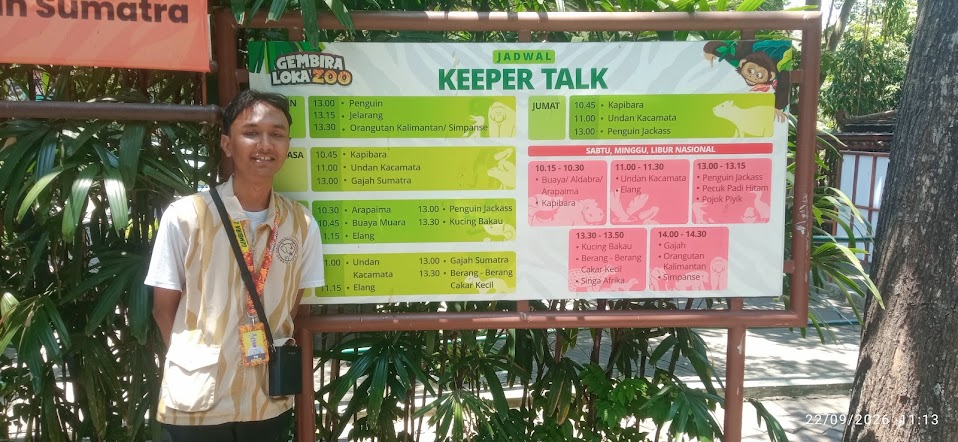 n Sumatra
GEMBIRA
LOKA ZOO
JADWAL
KEEPER TALK
N
13.00 • Penguin
13.15 • Jelarang
13.30 • Orangutan Kalimantan/ Simpanse
ASA
10.45 • Kapibara
11.00 • Undan Kacamata
13.00 • Gajah Sumatra
10.30 • Arapaima 13.00 • Penguin Jackass
10.45 • Buaya Muara 13.30 • Kucing Bakau
11.15 • Elang
1.00 • Undan 13.00 • Gajah Sumatra
Kacamata 13.30 • Berang - Berang
11.15 • Elang Cakar Kecil
JUMAT
10.45 • Kapibara
11.00 • Undan Kacamata
13.00 • Penguin Jackass
SABTU, MINGGU, LIBUR NASIONAL
10.15 - 10.30
• Buaya/ Aldabra/
Arapaima
• Kapibara
11.00 - 11.30
• Undan Kacamata
• Elang
13.00 - 13.15
• Penguin Jackass
• Pecuk Padi Hitam
• Pojok Piyik
13.30 - 13.50
• Kucing Bakau
• Berang - Berang
Cakar Kecil
• Singa Afrika
14.00 - 14.30
• Gajah
• Orangutan
Kalimantan
• Simpanse
22/09/2026 11:13